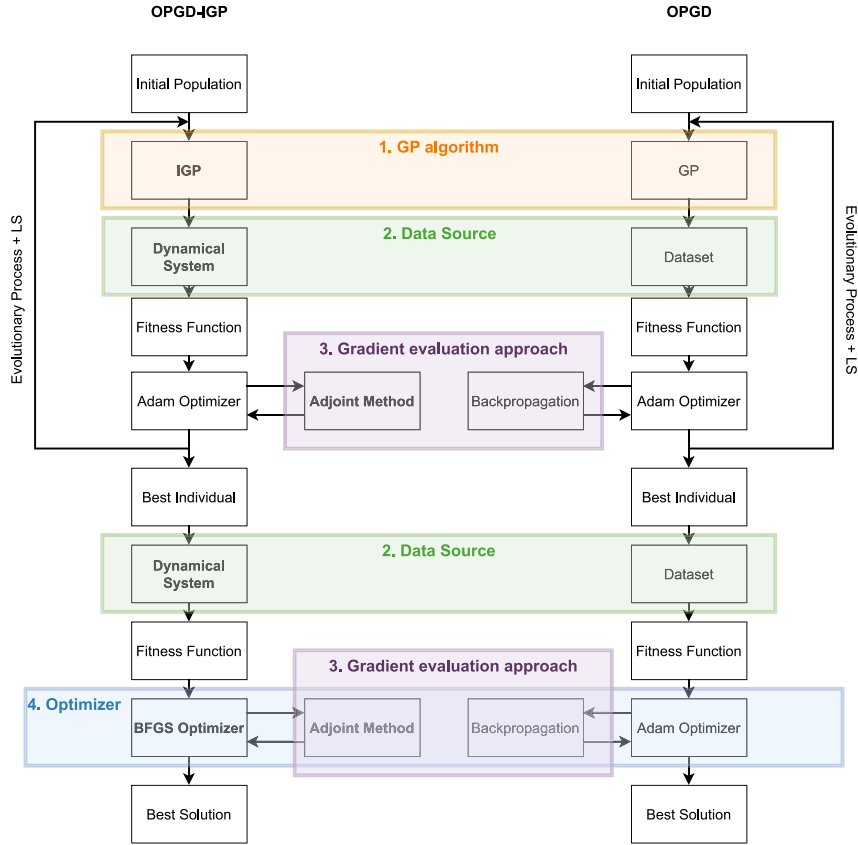 OPGD-IGP
OPGD
Initial Population
Initial Population
1. GP algorithm
IGP
GP
2. Data Source
Dynamical
System
Dataset
Evolutionary Process + LS
Evolutionary Process + LS
Fitness Function
Fitness Function
3. Gradient evaluation approach
Adam Optimizer
Adjoint Method
Backpropagation
Adam Optimizer
Best Individual
Best Individual
2. Data Source
Dynamical
System
Dataset
Fitness Function
Fitness Function
3. Gradient evaluation approach
4. Optimizer
BFGS Optimizer
Adjoint Method
Backpropagation
Adam Optimizer
Best Solution
Best Solution